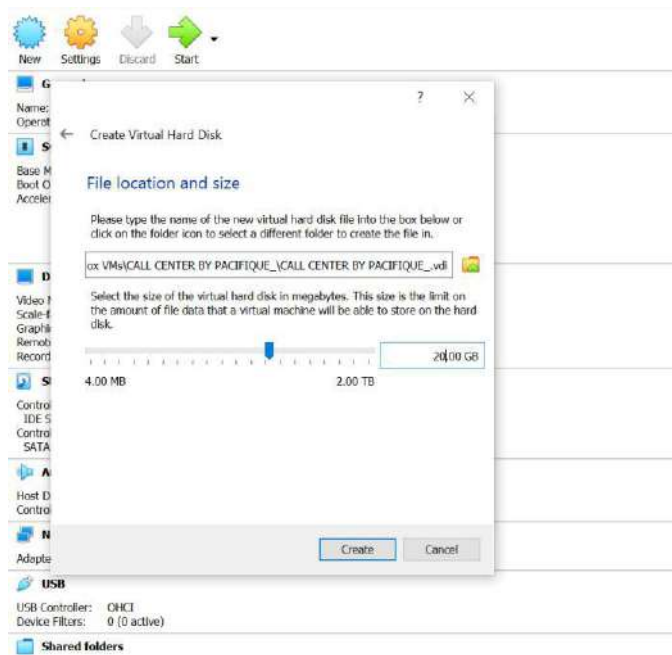 New Settings Discard Start
G
Name:
Operat
?
Create Virtual Hard Disk
File location and size
Please type the name of the new virtual hard disk file into the box below or
click on the folder icon to select a different folder to create the file in.
ox VMs\CALL CENTER BY PACIFIQUE_\CALL CENTER BY PACIFIQUE_.vdi
Select the size of the virtual hard disk in megabytes. This size is the limit on
the amount of file data that a virtual machine will be able to store on the hard
disk.
20.00 GB
4.00 MB 2.00 TB
Create Cancel
S
Base M
Boot O
Acceler
D
Video M
Scale-f
Graphi
Remot
Record
S
Control
IDE S
Control
SATA
A
Host D
Control
N
Adapte
USB
USB Controller: OHCI
Device Filters: 0 (0 active)
Shared folders